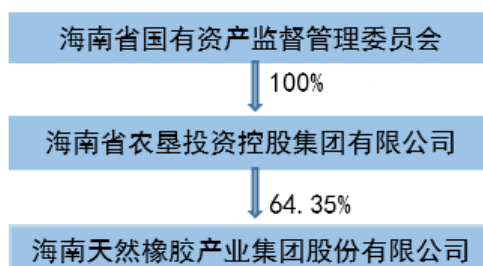 海南省国有资产监督管理委员会
100%
海南省农垦投资控股集团有限公司
64.35%
海南天然橡胶产业集团股份有限公司